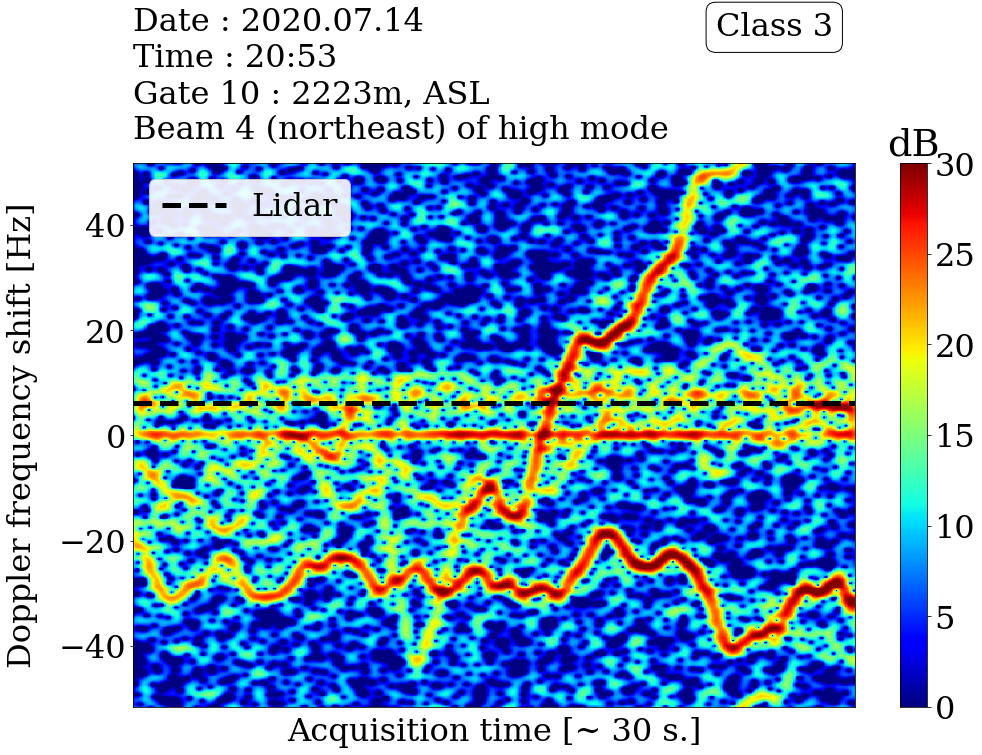 Date : 2020.07.14
Time : 20:53
Gate 10 : 2223m, ASL
Beam 4 (northeast) of high mode
Class 3
dB
Lidar
Doppler frequency shift [Hz]
40
20
0
−20
−40
30
25
20
15
10
5
0
Acquisition time [~ 30 s.]